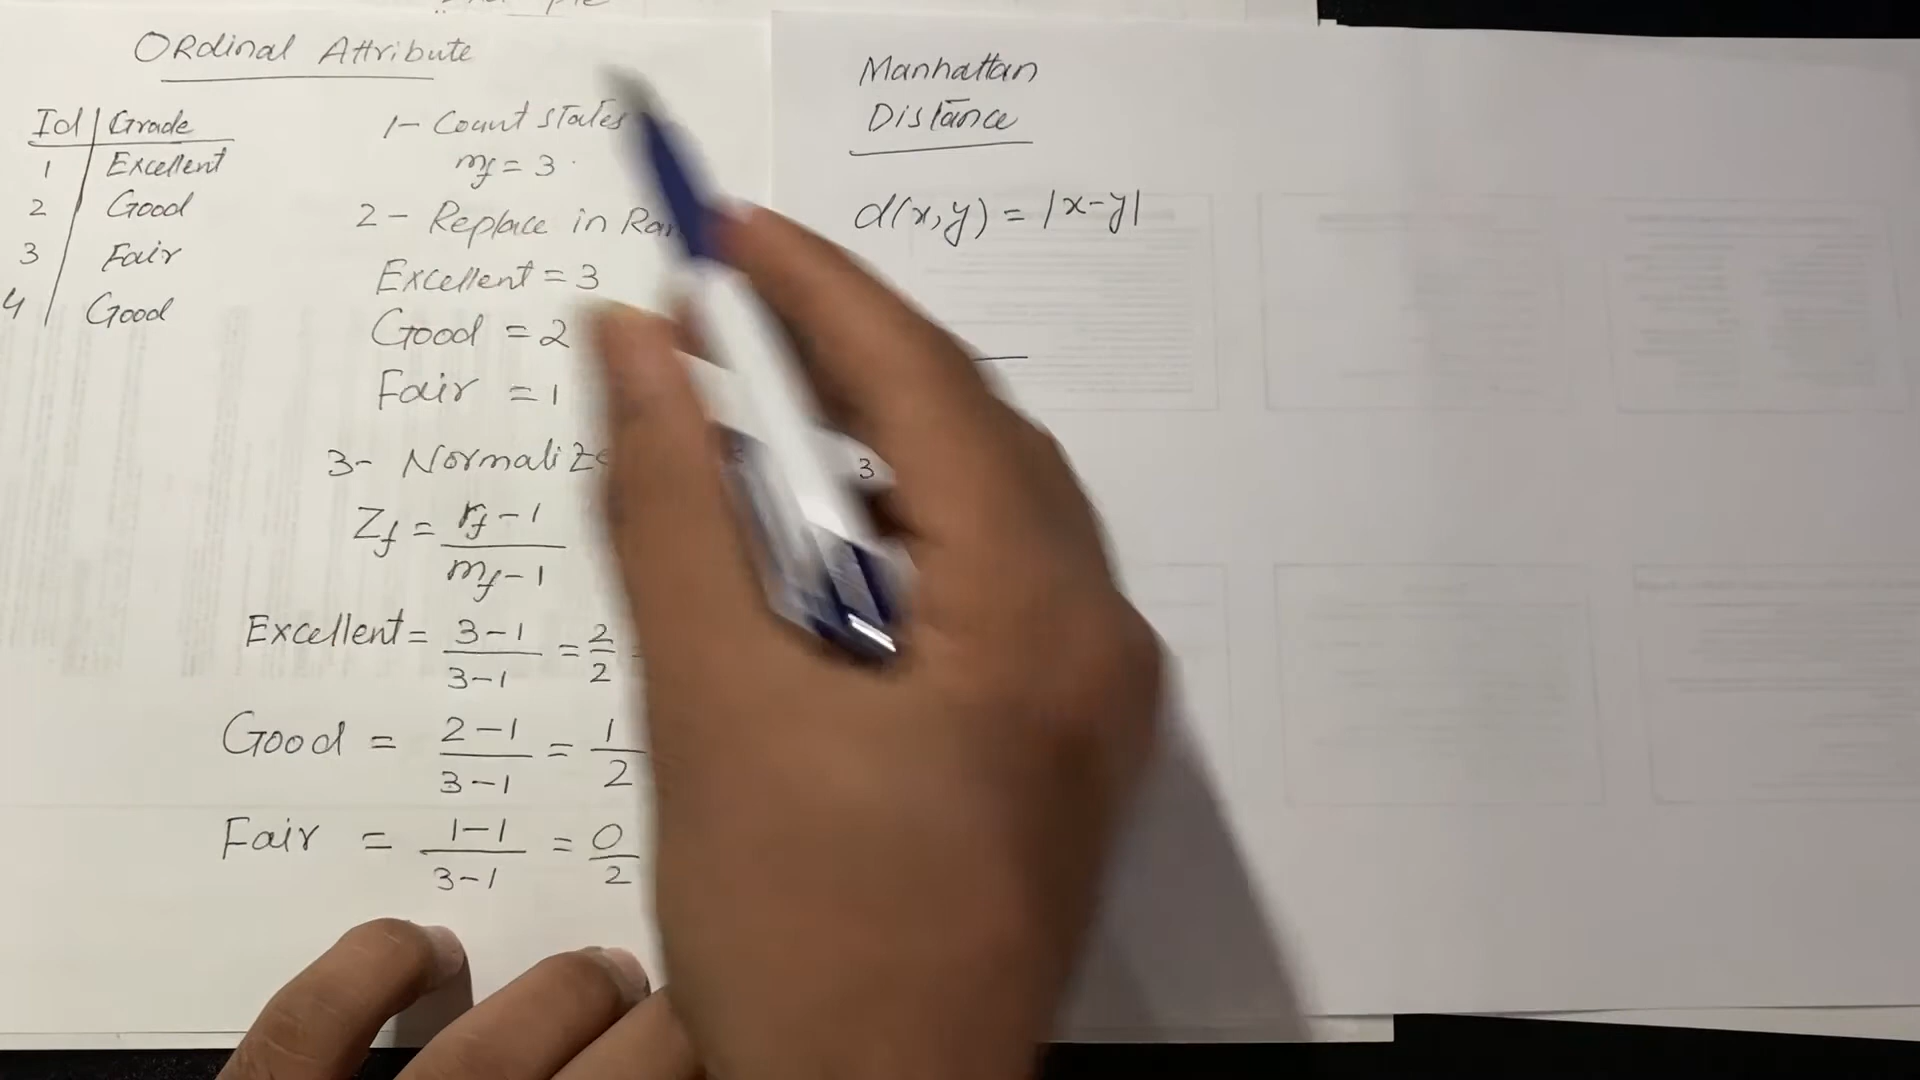 ORdinal Attribute
Id Grade
1 Excellent
2 Good
3 Fair
4 Good
1- Count states
mf = 3
2 - Replace in
Excellent = 3
Good = 2
Fair = 1
3- Normalize
Zf = rf - 1
mf - 1
Excellent = 3-1 = 2
3-1 2
Good = 2-1 = 1
3-1 2
Fair = 1-1 = 0
3-1 2
Manhattan
Distance
d(x,y) = |x-y|
3